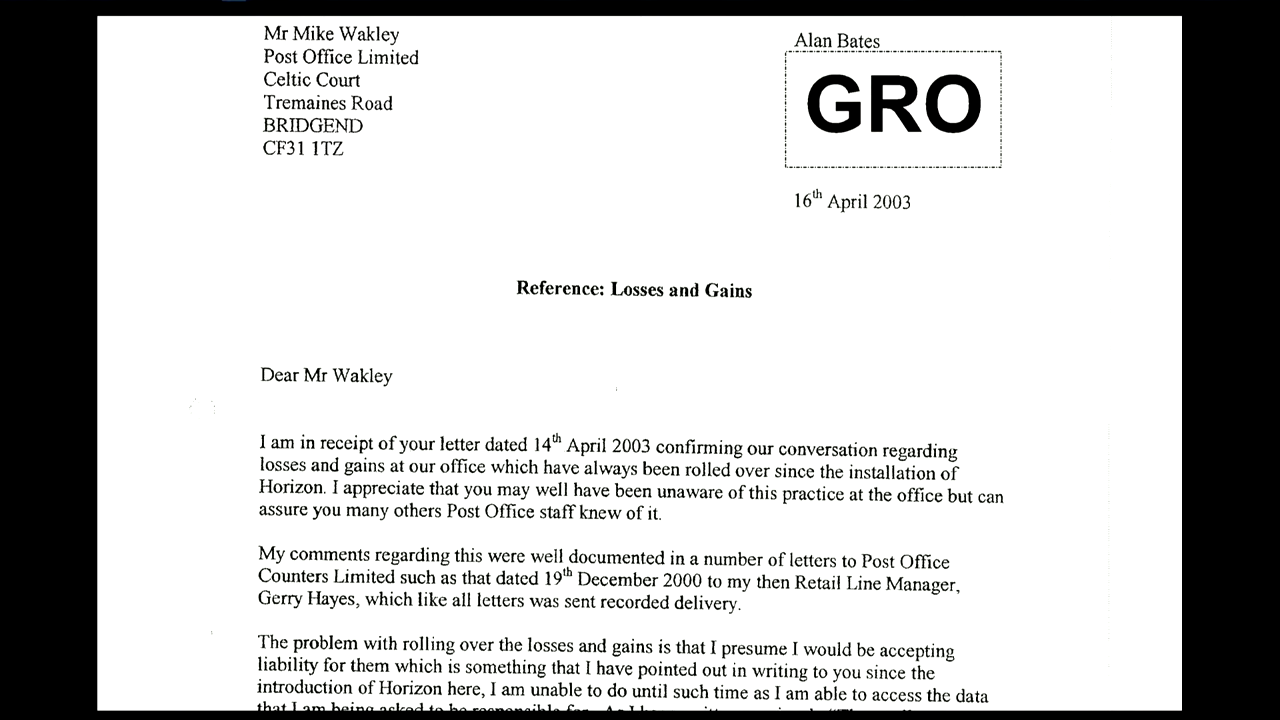 Mr Mike Wakley
Post Office Limited
Celtic Court
Tremaines Road
BRIDGEND
CF31 1TZ
Alan Bates
GRO
16th April 2003
Reference: Losses and Gains
Dear Mr Wakley
I am in receipt of your letter dated 14th April 2003 confirming our conversation regarding
losses and gains at our office which have always been rolled over since the installation of
Horizon. I appreciate that you may well have been unaware of this practice at the office but can
assure you many others Post Office staff knew of it.
My comments regarding this were well documented in a number of letters to Post Office
Counters Limited such as that dated 19th December 2000 to my then Retail Line Manager,
Gerry Hayes, which like all letters was sent recorded delivery.
The problem with rolling over the losses and gains is that I presume I would be accepting
liability for them which is something that I have pointed out in writing to you since the
introduction of Horizon here, I am unable to do until such time as I am able to access the data
that I am being asked to be responsible for. As I